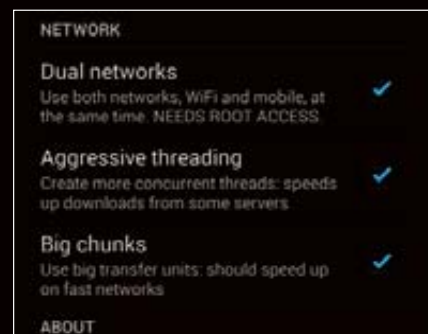 NETWORK
Dual networks
Use both networks, WiFi and mobile, at
the same time. NEEDS ROOT ACCESS.
Aggressive threading
Create more concurrent threads: speeds
up downloads from some servers
Big chunks
Use big transfer units: should speed up
on fast networks
ABOUT